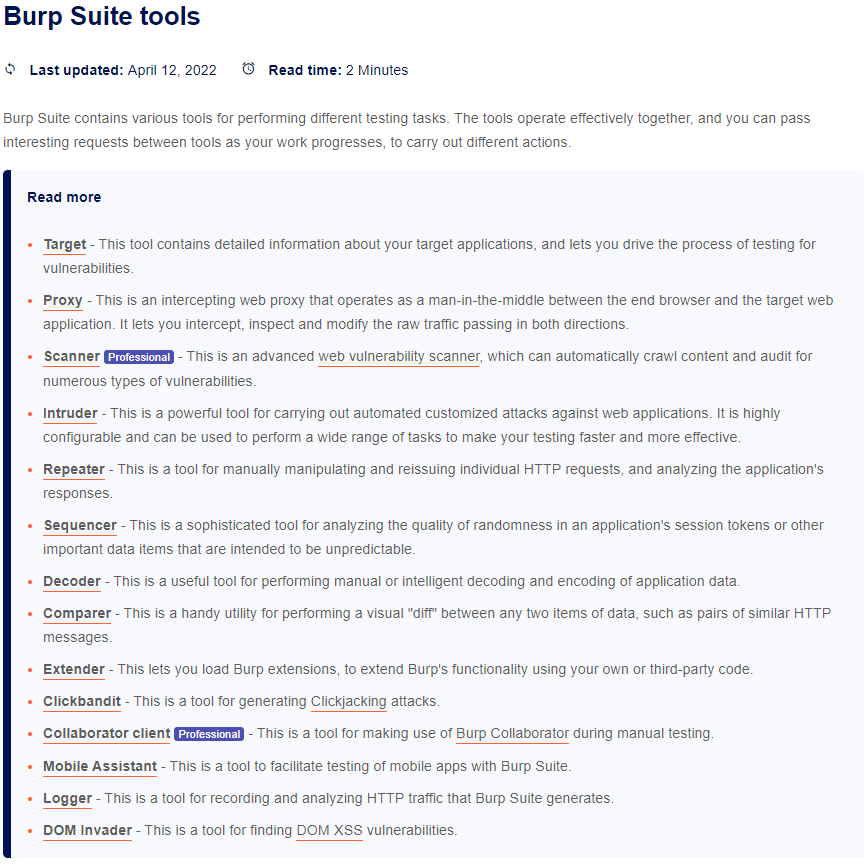 Burp Suite tools
Last updated: April 12, 2022 Read time: 2 Minutes
Burp Suite contains various tools for performing different testing tasks. The tools operate effectively together, and you can pass
interesting requests between tools as your work progresses, to carry out different actions.
Read more
• Target - This tool contains detailed information about your target applications, and lets you drive the process of testing for
vulnerabilities.
• Proxy - This is an intercepting web proxy that operates as a man-in-the-middle between the end browser and the target web
application. It lets you intercept, inspect and modify the raw traffic passing in both directions.
• Scanner Professional - This is an advanced web vulnerability scanner, which can automatically crawl content and audit for
numerous types of vulnerabilities.
• Intruder - This is a powerful tool for carrying out automated customized attacks against web applications. It is highly
configurable and can be used to perform a wide range of tasks to make your testing faster and more effective.
• Repeater - This is a tool for manually manipulating and reissuing individual HTTP requests, and analyzing the application's
responses.
• Sequencer - This is a sophisticated tool for analyzing the quality of randomness in an application's session tokens or other
important data items that are intended to be unpredictable.
• Decoder - This is a useful tool for performing manual or intelligent decoding and encoding of application data.
• Comparer - This is a handy utility for performing a visual "diff" between any two items of data, such as pairs of similar HTTP
messages.
• Extender - This lets you load Burp extensions, to extend Burp's functionality using your own or third-party code.
• Clickbandit - This is a tool for generating Clickjacking attacks.
• Collaborator client Professional - This is a tool for making use of Burp Collaborator during manual testing.
• Mobile Assistant - This is a tool to facilitate testing of mobile apps with Burp Suite.
• Logger - This is a tool for recording and analyzing HTTP traffic that Burp Suite generates.
• DOM Invader - This is a tool for finding DOM XSS vulnerabilities.